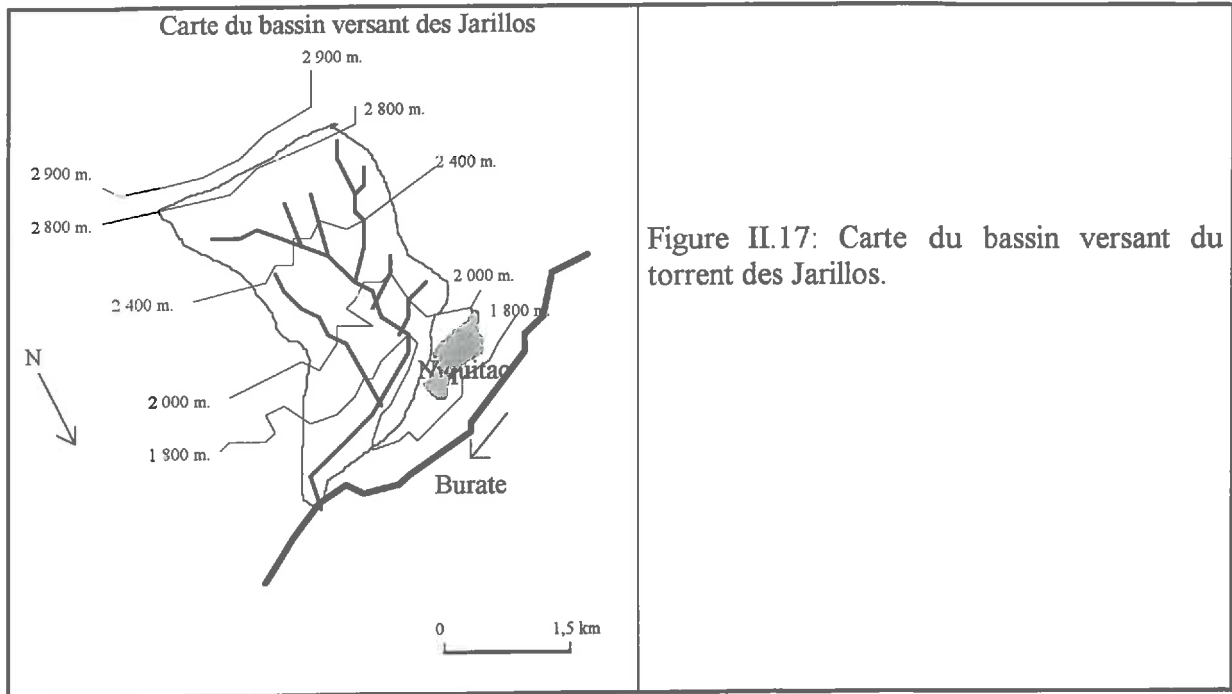 Carte du bassin versant des Jarillos
2 900 m.
2 800 m.
2 400 m.
2 900 m.
2 800 m.
2 000 m.
1 800 m.
2 400 m.
N
Niquitao
2 000 m.
1 800 m.
Burate
0 1,5 km
Figure II.17: Carte du bassin versant du
torrent des Jarillos.